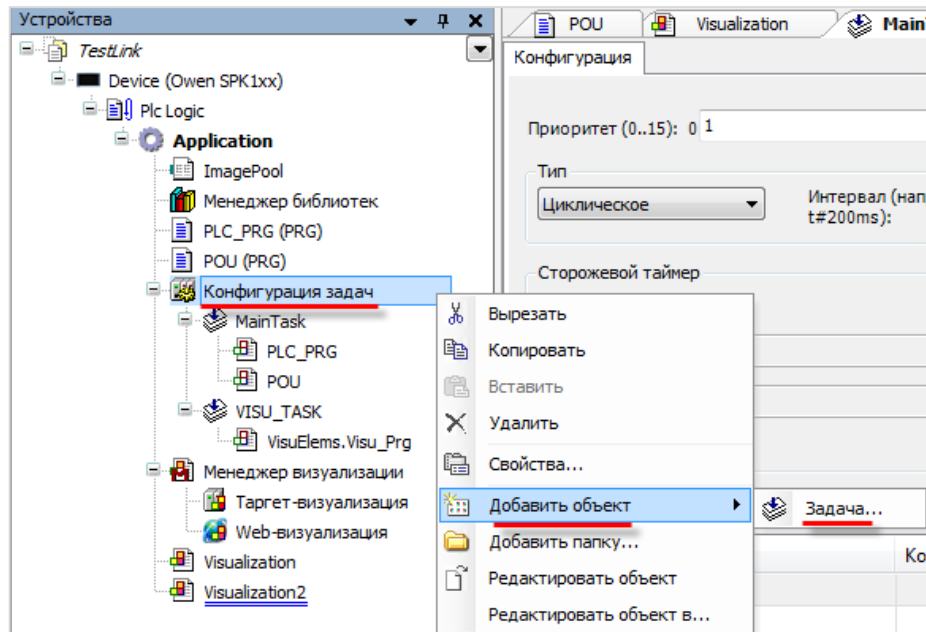 Устройства
TestLink
Device (Owen SPK1xx)
Plc Logic
Application
ImagePool
Менеджер библиотек
PLC_PRG (PRG)
POU (PRG)
Конфигурация задач
MainTask
PLC_PRG
POU
VISU_TASK
VisuElems.Visu_Prg
Менеджер визуализации
Таргет-визуализация
Web-визуализация
Visualization
Visualization2
POU
Visualization
Main
Конфигурация
Приоритет (0..15): 0 1
Тип
Циклическое
Интервал (нап
t#200ms):
Сторожевой таймер
Вырезать
Копировать
Вставить
Удалить
Свойства...
Добавить объект
Задача...
Добавить папку...
Редактировать объект
Редактировать объект в...
Ко